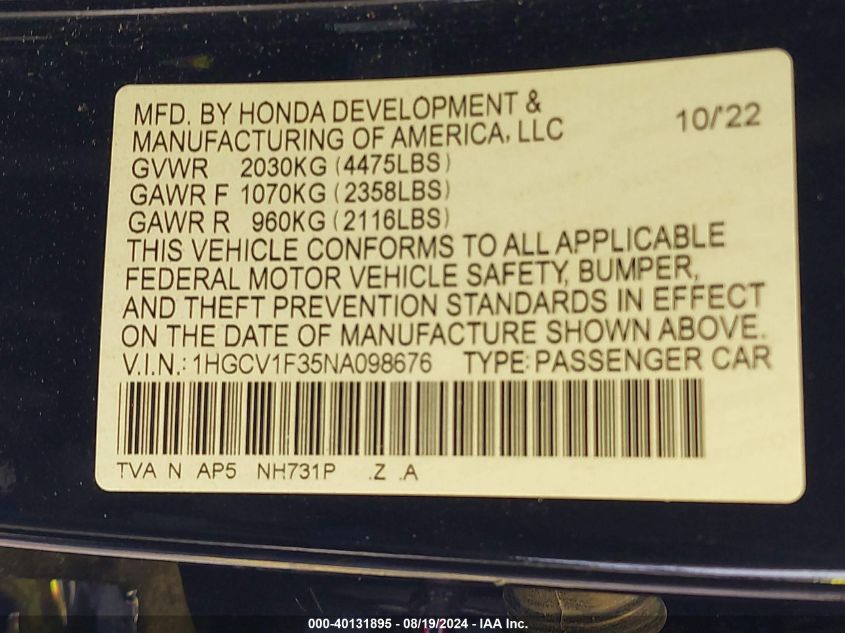 MFD. BY HONDA DEVELOPMENT &
MANUFACTURING OF AMERICA, LLC
10/'22
GVWR 2030KG (4475LBS)
GAWR F 1070KG (2358LBS)
GAWR R 960KG (2116LBS)
THIS VEHICLE CONFORMS TO ALL APPLICABLE
FEDERAL MOTOR VEHICLE SAFETY, BUMPER,
AND THEFT PREVENTION STANDARDS IN EFFECT
ON THE DATE OF MANUFACTURE SHOWN ABOVE.
V.I.N.: 1HGCV1F35NA098676 TYPE: PASSENGER CAR
TVA N AP5 NH731P .Z .A
000-40131895 - 08/19/2024 - IAA Inc.